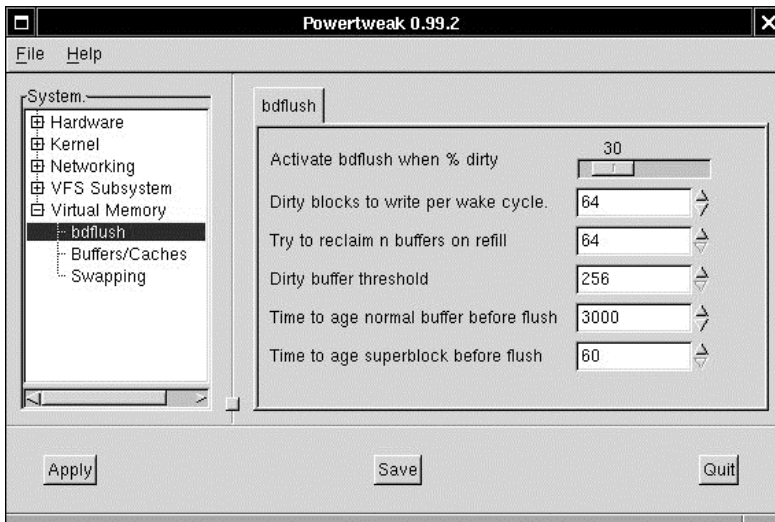 Powertweak 0.99.2
File Help
System.
Hardware
Kernel
Networking
VFS Subsystem
Virtual Memory
bdflush
Buffers/Caches
Swapping
bdflush
Activate bdflush when % dirty 30
Dirty blocks to write per wake cycle. 64
Try to reclaim n buffers on refill 64
Dirty buffer threshold 256
Time to age normal buffer before flush 3000
Time to age superblock before flush 60
Apply Save Quit